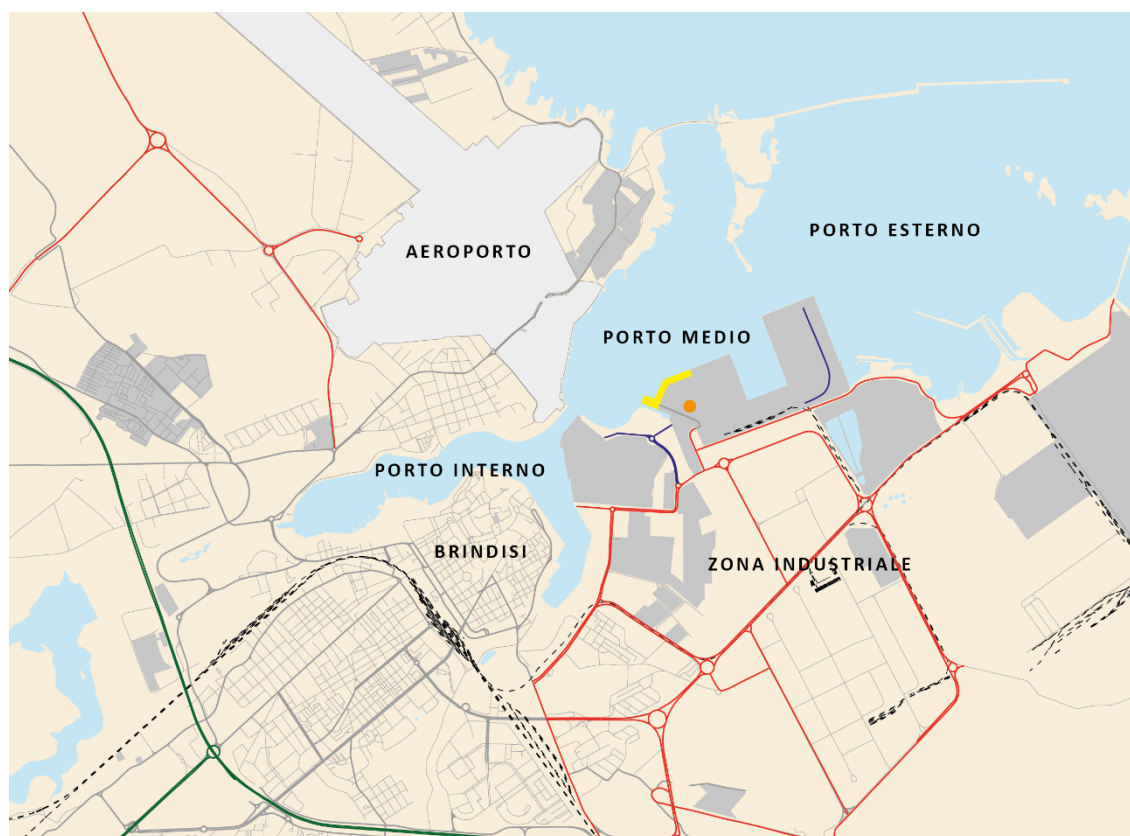 PORTO ESTERNO
AEROPORTO
PORTO MEDIO
PORTO INTERNO
BRINDISI
ZONA INDUSTRIALE